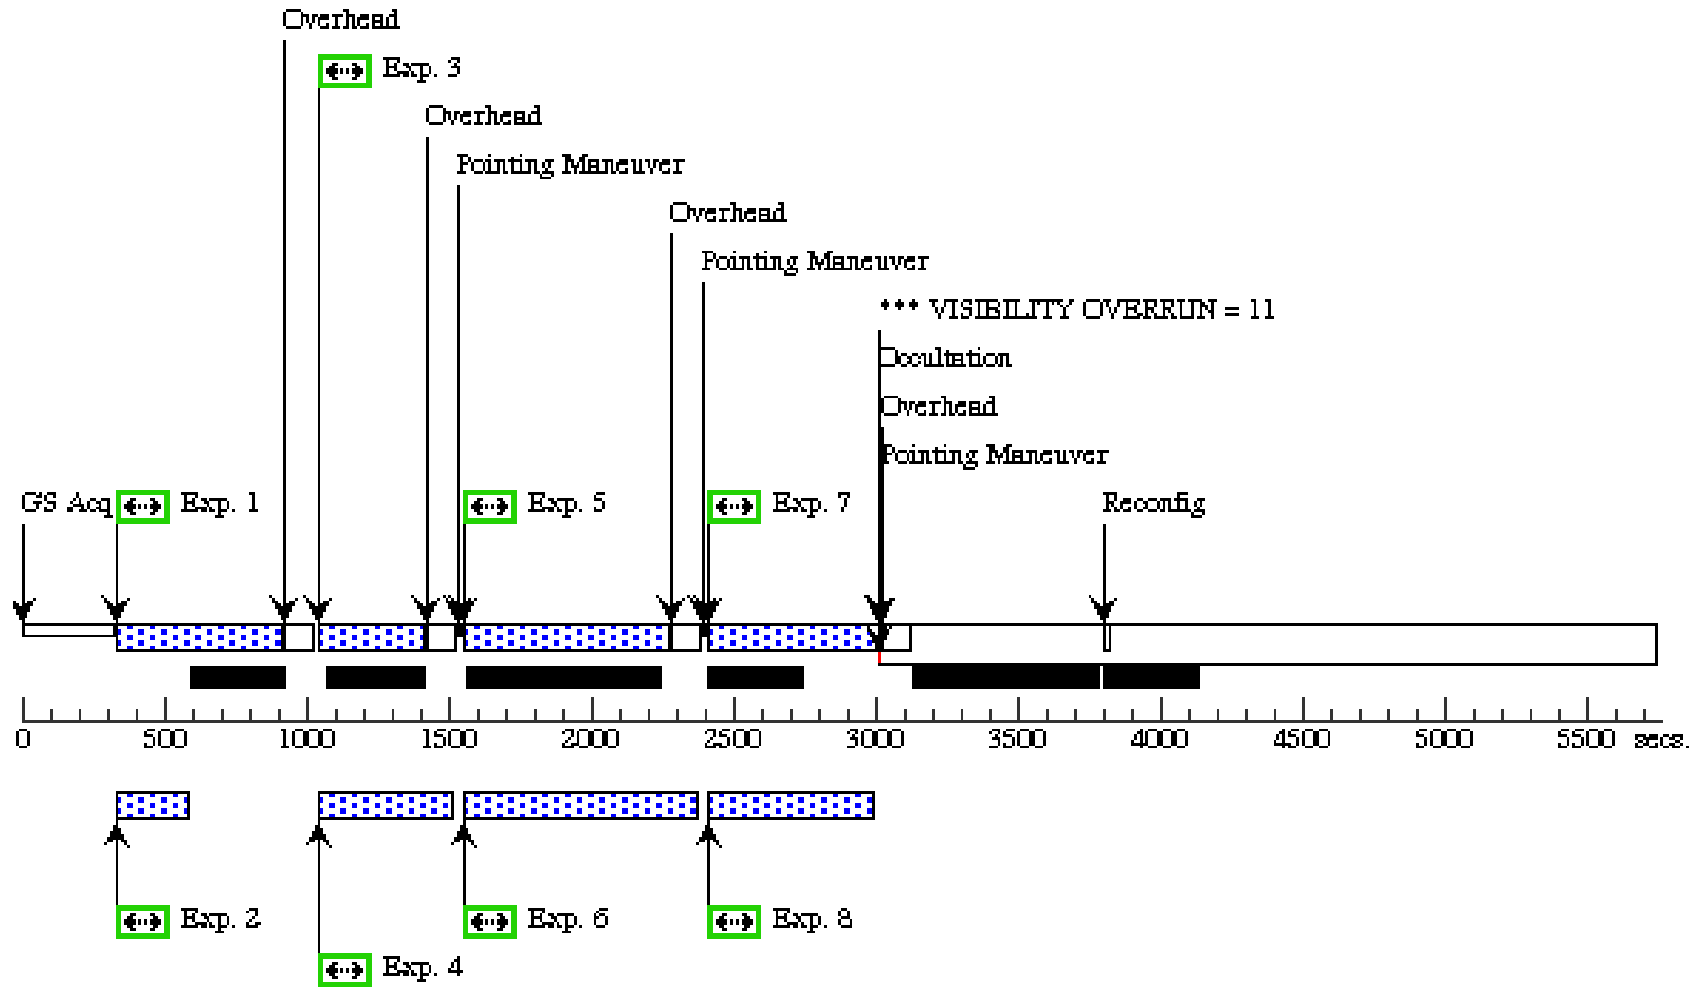 Overhead
Exp. 3
Overhead
Pointing Maneuver
Overhead
Pointing Maneuver
*** VISIBILITY OVERRUN = 11
Occultation
Overhead
Pointing Maneuver
GS Acq Exp. 1 Exp. 5 Exp. 7 Reconfig
0 500 1000 1500 2000 2500 3000 3500 4000 4500 5000 5500 secs.
Exp. 2 Exp. 6 Exp. 8
Exp. 4